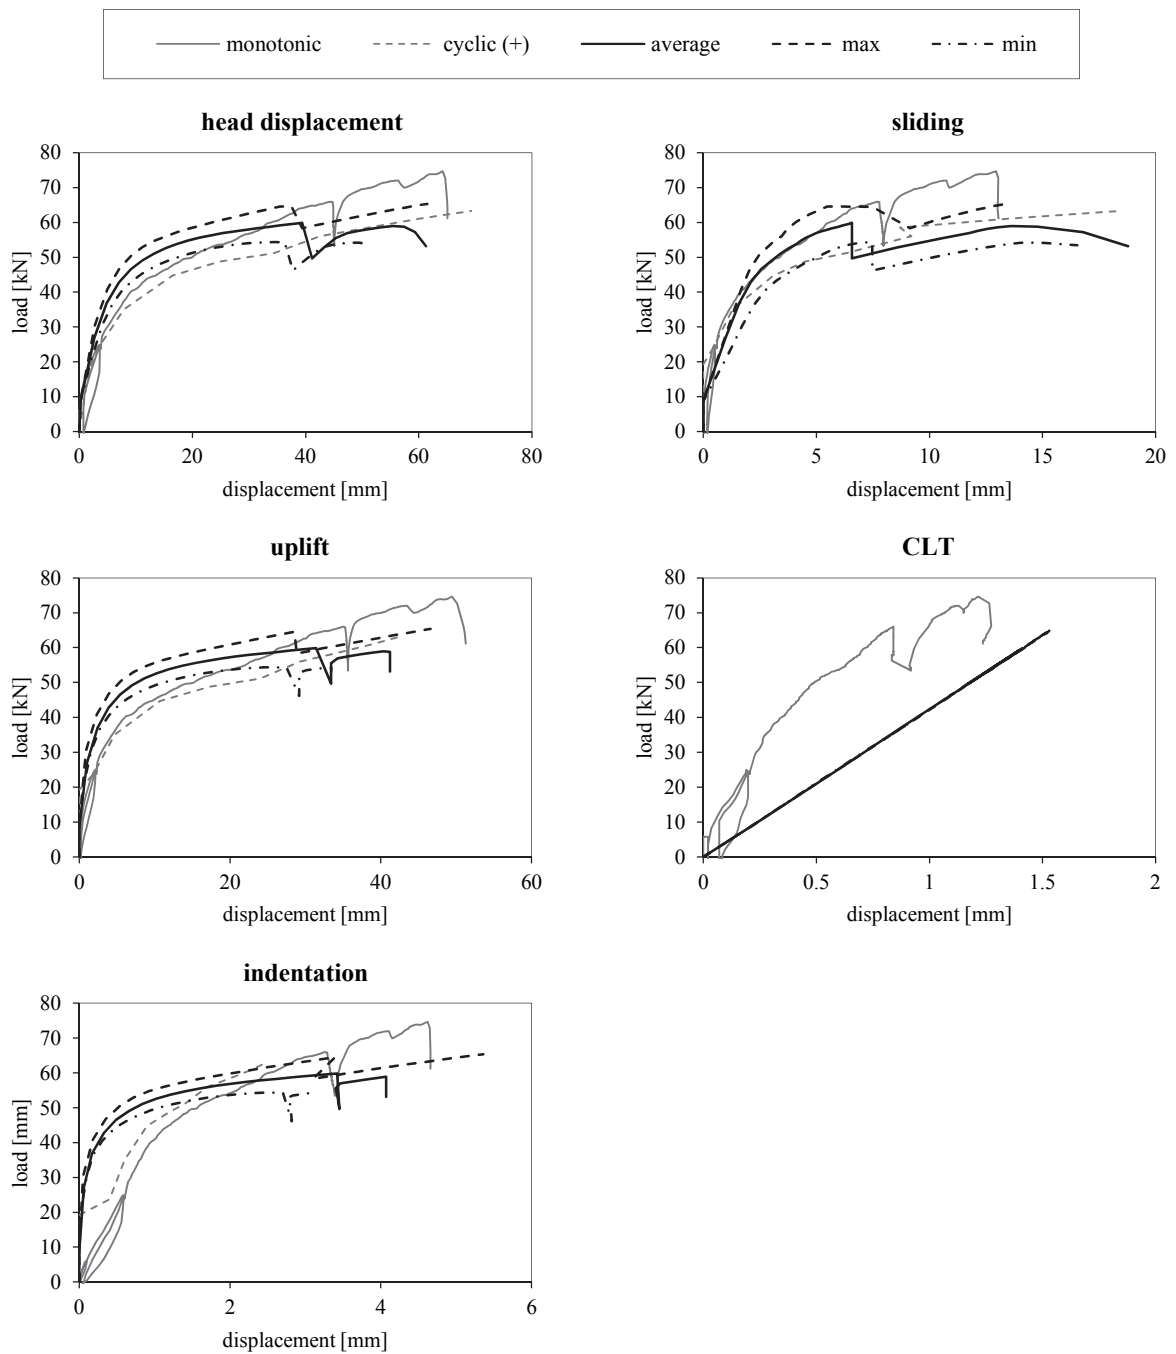 monotonic cyclic (+) average max min
head displacement
80
70
60
50
40
30
20
10
0
load [kN]
0 20 40 60 80
displacement [mm]
sliding
80
70
60
50
40
30
20
10
0
load [kN]
0 5 10 15 20
displacement [mm]
uplift
80
70
60
50
40
30
20
10
0
load [kN]
0 20 40 60
displacement [mm]
CLT
80
70
60
50
40
30
20
10
0
load [kN]
0 0.5 1 1.5 2
displacement [mm]
indentation
80
70
60
50
40
30
20
10
0
load [mm]
0 2 4 6
displacement [mm]